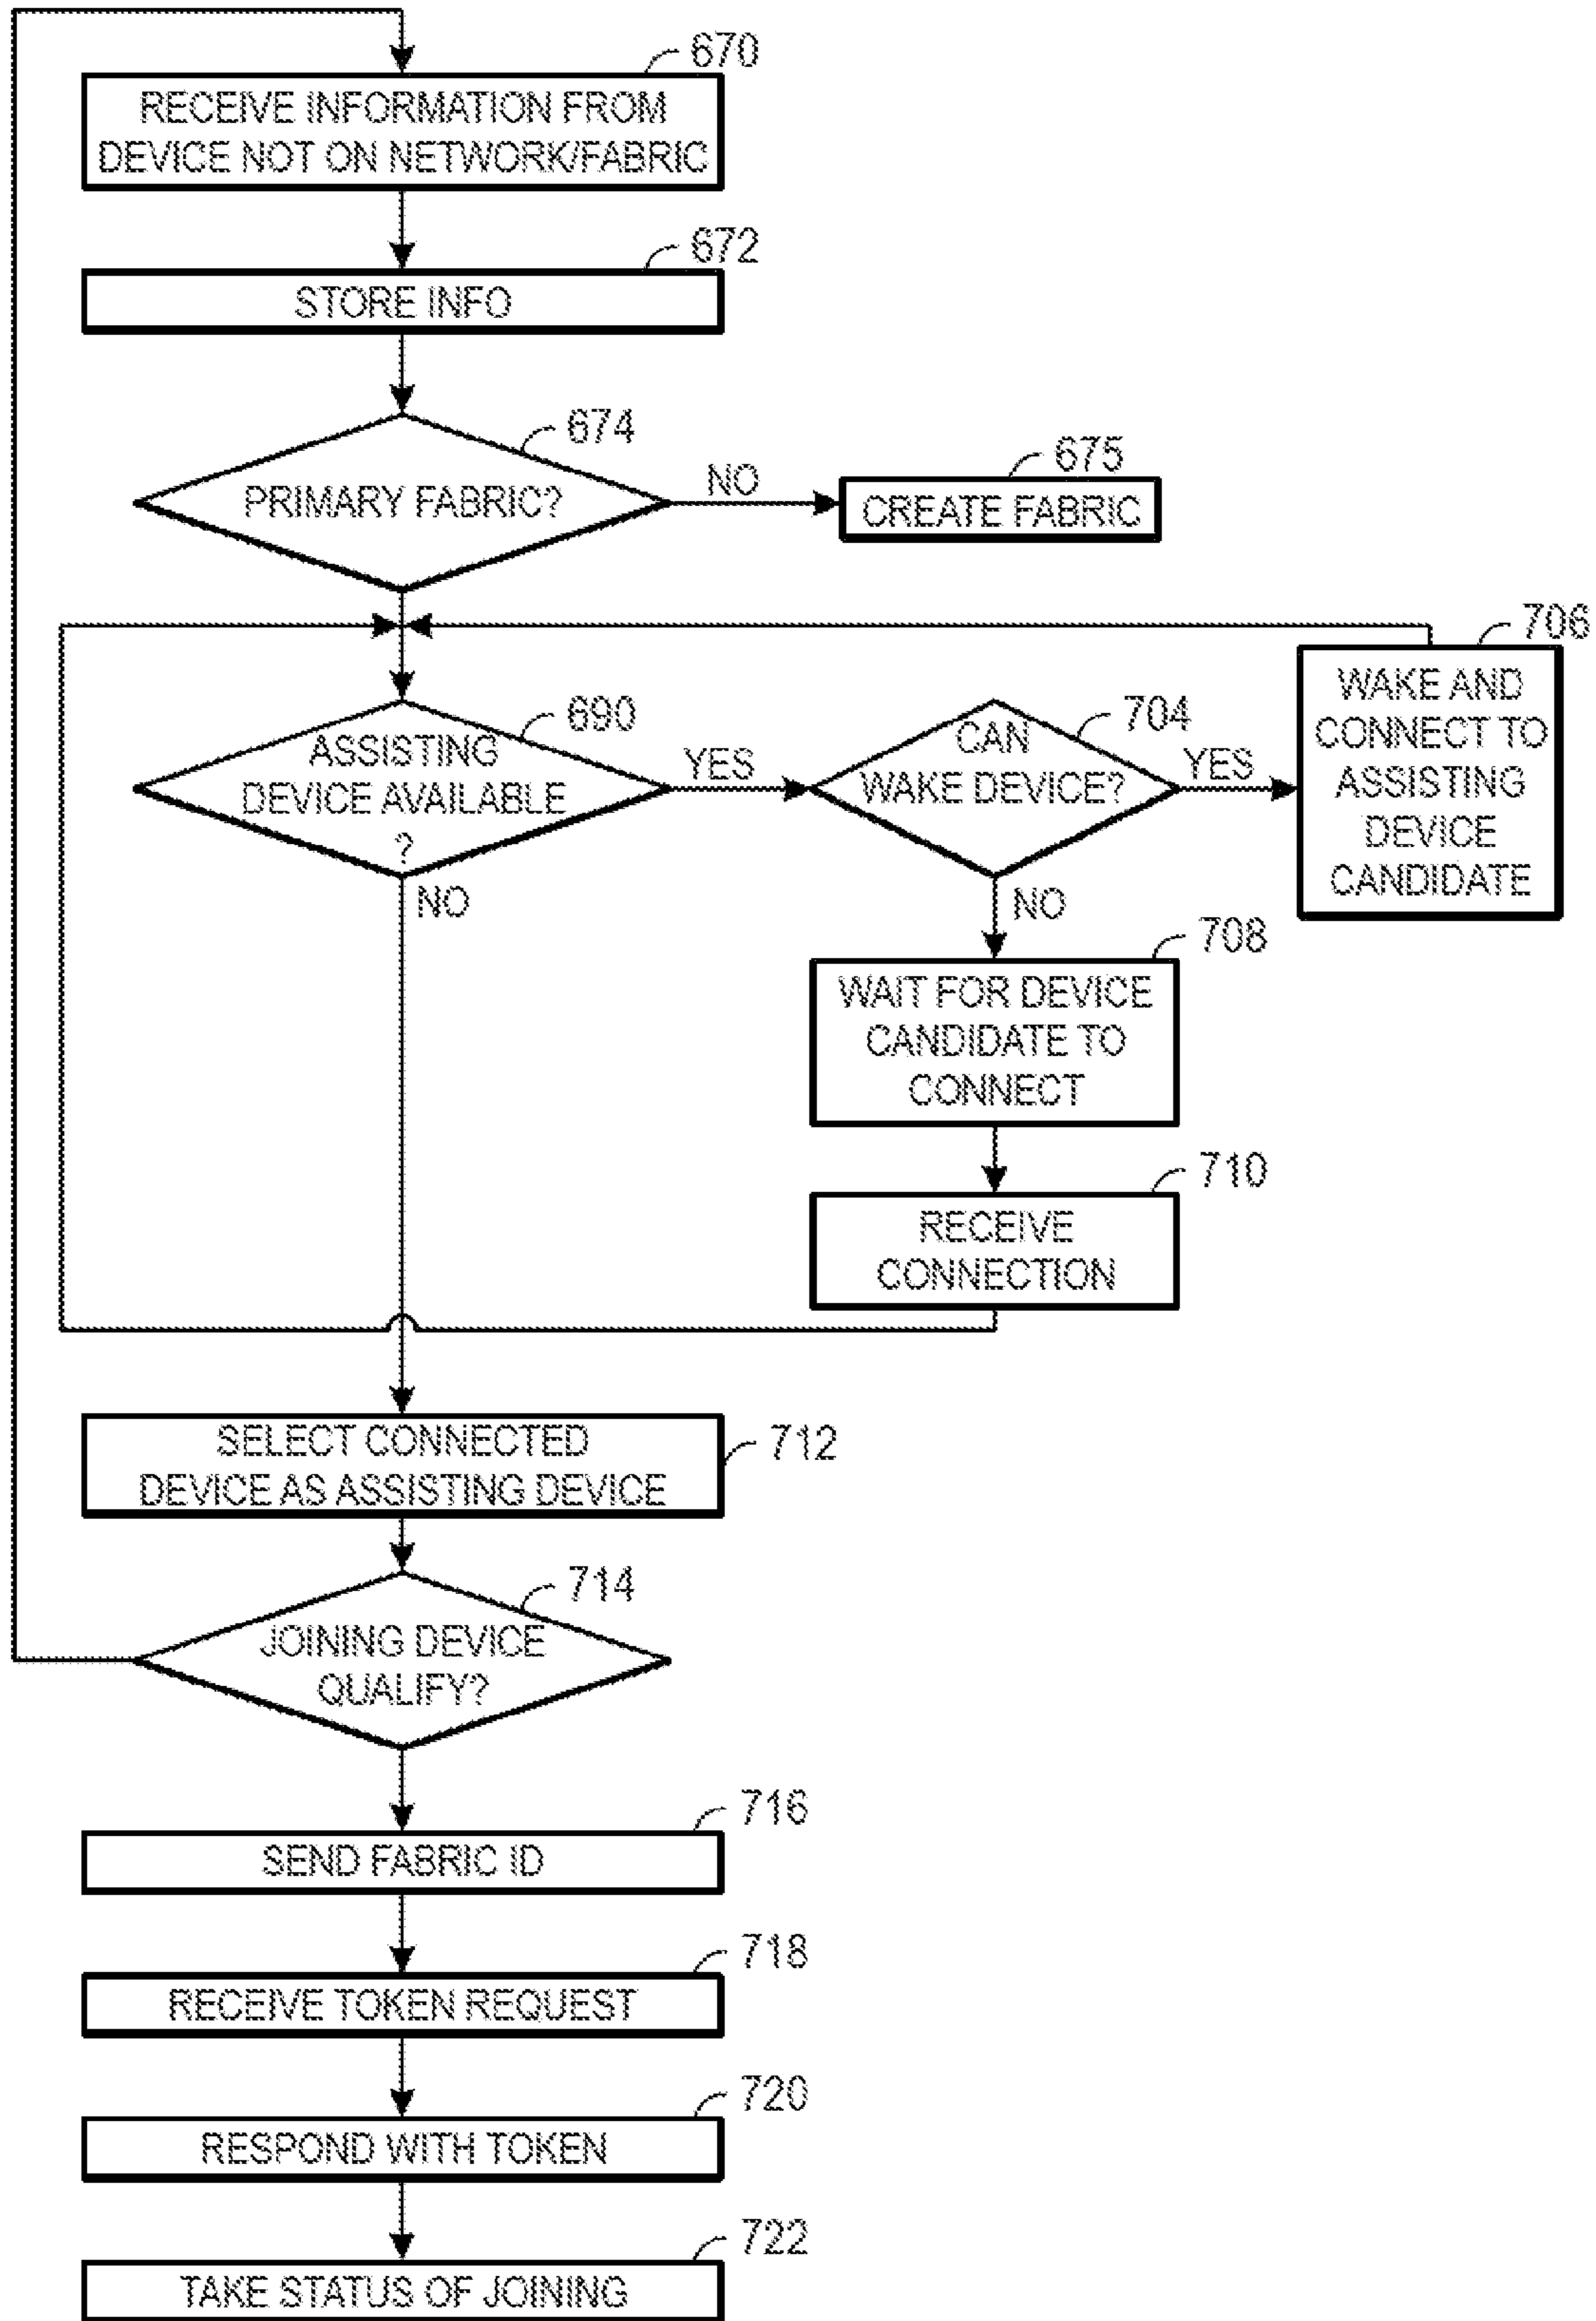 670
RECEIVE INFORMATION FROM
DEVICE NOT ON NETWORK/FABRIC
672
STORE INFO
674
PRIMARY FABRIC?
NO
675
CREATE FABRIC
706
WAKE AND
CONNECT TO
ASSISTING
DEVICE
CANDIDATE
690
ASSISTING
DEVICE AVAILABLE
?
YES
NO
704
CAN
WAKE DEVICE?
YES
NO
708
WAIT FOR DEVICE
CANDIDATE TO
CONNECT
710
RECEIVE
CONNECTION
712
SELECT CONNECTED
DEVICE AS ASSISTING DEVICE
714
JOINING DEVICE
QUALIFY?
716
SEND FABRIC ID
718
RECEIVE TOKEN REQUEST
720
RESPOND WITH TOKEN
722
TAKE STATUS OF JOINING